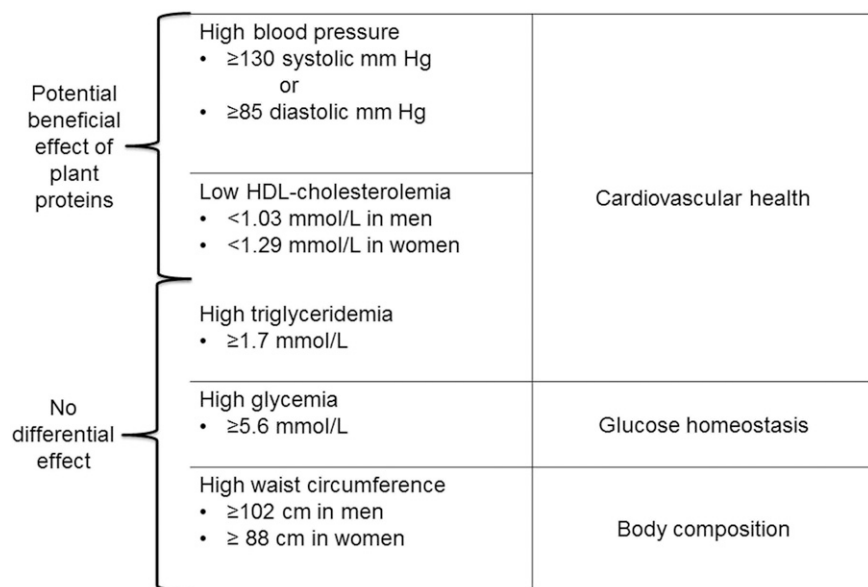 Potential
beneficial
effect of
plant
proteins
High blood pressure
• ≥130 systolic mm Hg
or
• ≥85 diastolic mm Hg
Low HDL-cholesterolemia
• <1.03 mmol/L in men
• <1.29 mmol/L in women
Cardiovascular health
No
differential
effect
High triglyceridemia
• ≥1.7 mmol/L
High glycemia
• ≥5.6 mmol/L
Glucose homeostasis
High waist circumference
• ≥102 cm in men
• ≥ 88 cm in women
Body composition